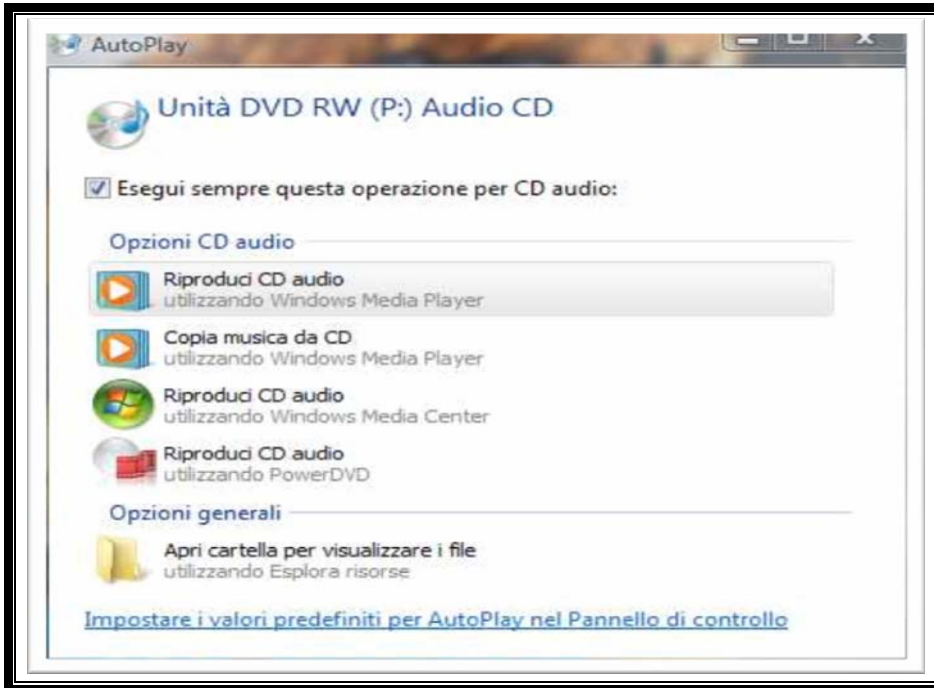 AutoPlay
Unità DVD RW (P:) Audio CD
Esegui sempre questa operazione per CD audio:
Opzioni CD audio
Riproduci CD audio
utilizzando Windows Media Player
Copia musica da CD
utilizzando Windows Media Player
Riproduci CD audio
utilizzando Windows Media Center
Riproduci CD audio
utilizzando PowerDVD
Opzioni generali
Apri cartella per visualizzare i file
utilizzando Esplora risorse
Impostare i valori predefiniti per AutoPlay nel Pannello di controllo